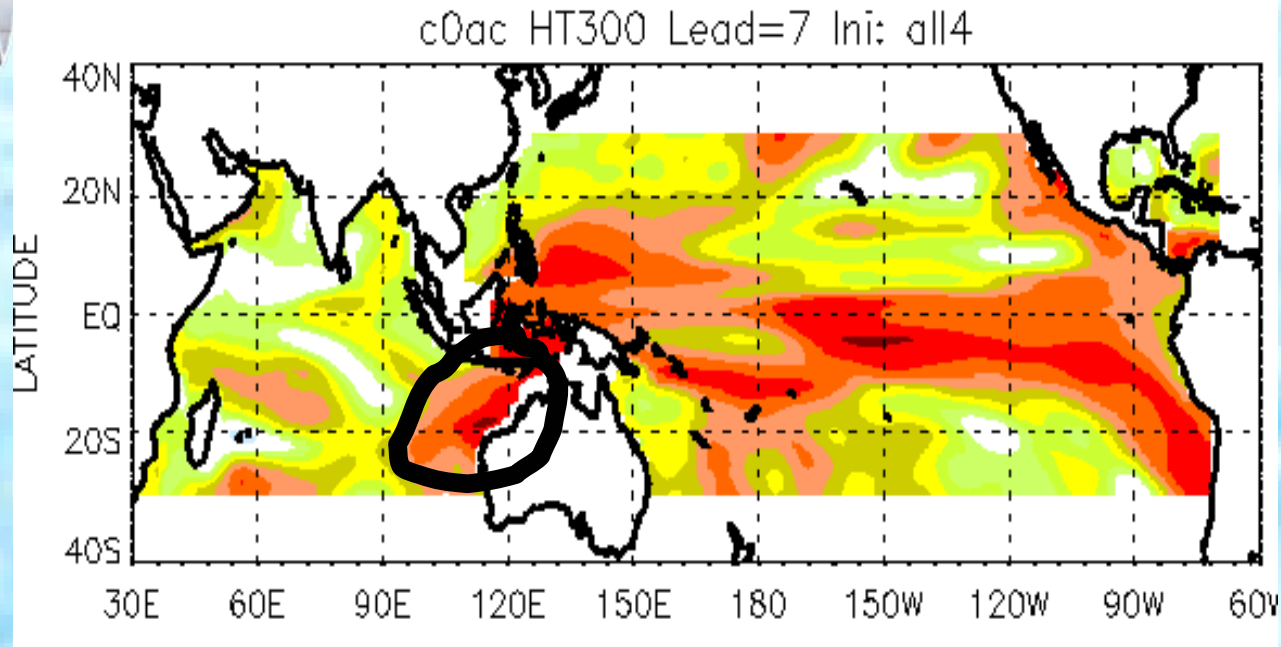 c0ac HT300 Lead=7 Ini: all4
40N
20N
EQ
20S
40S
LATITUDE
30E 60E 90E 120E 150E 180 150W 120W 90W 60W